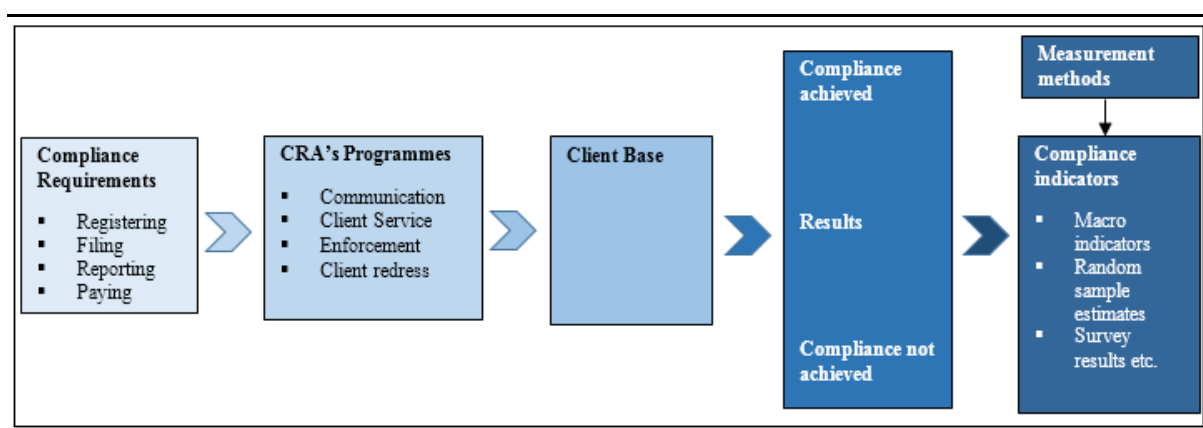 Compliance
Requirements
▪ Registering
▪ Filing
▪ Reporting
▪ Paying
CRA's Programmes
▪ Communication
▪ Client Service
▪ Enforcement
▪ Client redress
Client Base
Compliance
achieved
Results
Compliance not
achieved
Measurement
methods
Compliance
indicators
▪ Macro
indicators
▪ Random
sample
estimates
▪ Survey
results etc.